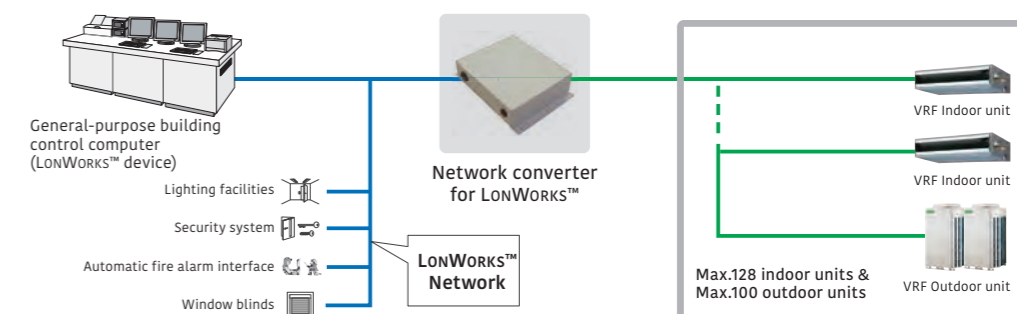 General-purpose building
control computer
(LONWORKS™ device)
Lighting facilities
Security system
Automatic fire alarm interface
Window blinds
Network converter
for LONWORKS™
LONWORKS™
Network
VRF Indoor unit
VRF Indoor unit
VRF Outdoor unit
Max.128 indoor units &
Max.100 outdoor units